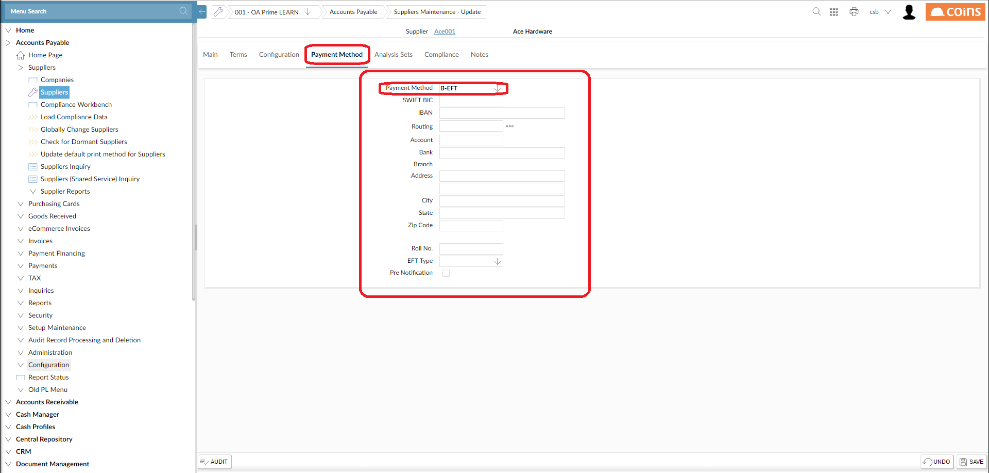 Menu Search
001 - OA Prime LEARN
Accounts Payable
Suppliers Maintenance - Update
csb
coins
Supplier Ace001 Ace Hardware
Main Terms Configuration Payment Method Analysis Sets Compliance Notes
Home
Accounts Payable
Home Page
Suppliers
Companies
Suppliers
Compliance Workbench
Load Compliance Data
Globally Change Suppliers
Check for Dormant Suppliers
Update default print method for Suppliers
Suppliers Inquiry
Suppliers (Shared Service) Inquiry
Supplier Reports
Purchasing Cards
Goods Received
eCommerce Invoices
Invoices
Payment Financing
Payments
TAX
Inquiries
Reports
Security
Setup Maintenance
Audit Record Processing and Deletion
Administration
Configuration
Report Status
Old PL Menu
Accounts Receivable
Cash Manager
Cash Profiles
Central Repository
CRM
Document Management
Payment Method B-EFT
SWIFT BIC
IBAN
Routing
Account
Bank
Branch
Address
City
State
Zip Code
Roll No.
EFT Type
Pre Notification
AUDIT
UNDO
SAVE